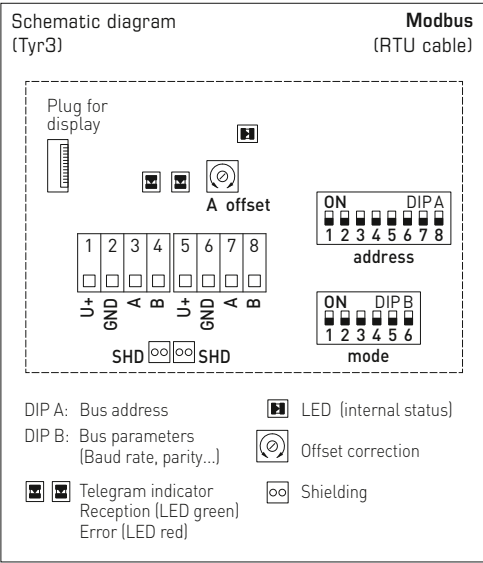 Schematic diagram
(Tyr3)
Modbus
(RTU cable)
Plug for
display
A offset
ON DIP A
1 2 3 4 5 6 7 8
address
1 2 3 4 5 6 7 8
U+ GND A B U+ GND A B
ON DIP B
1 2 3 4 5 6
mode
SHD SHD
DIP A: Bus address
DIP B: Bus parameters
(Baud rate, parity...)
Telegram indicator
Reception (LED green)
Error (LED red)
LED (internal status)
Offset correction
Shielding